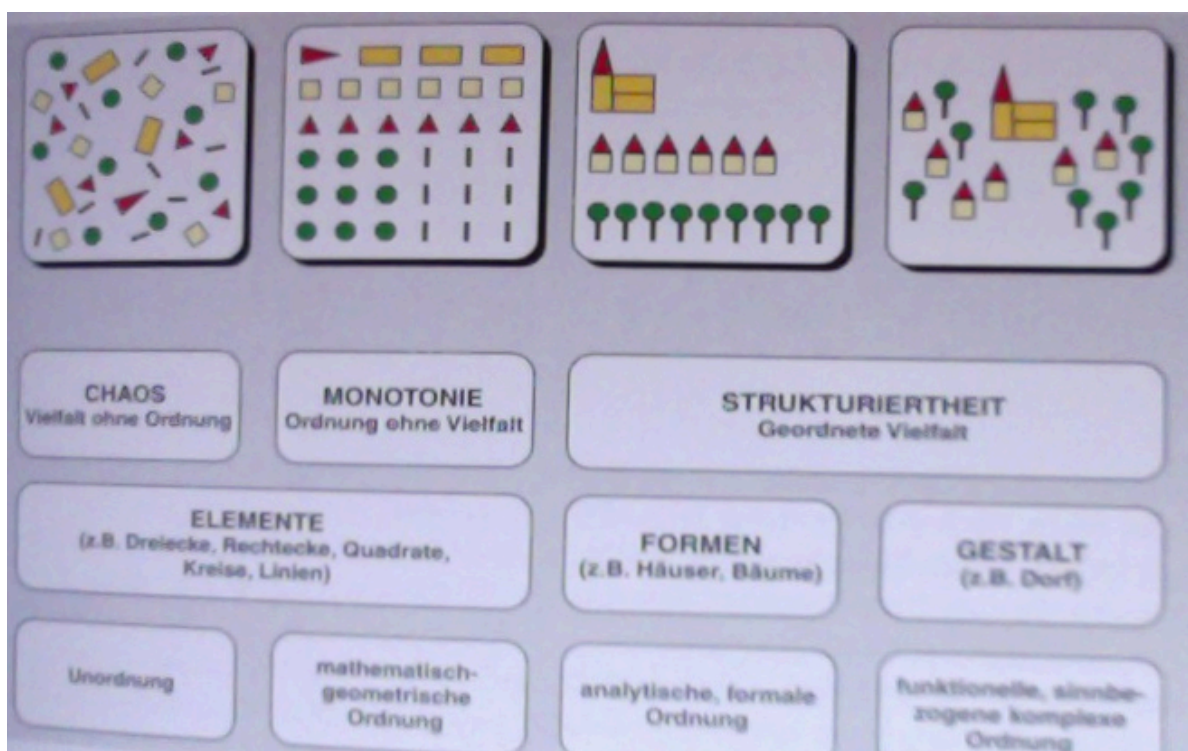 CHAOS
Vielfalt ohne Ordnung
MONOTONIE
Ordnung ohne Vielfalt
STRUKTURIERTHEIT
Geordnete Vielfalt
ELEMENTE
(z.B. Dreiecke, Rechtecke, Quadrate,
Kreise, Linien)
FORMEN
(z.B. Häuser, Bäume)
GESTALT
(z.B. Dorf)
Unordnung
mathematisch-
geometrische
Ordnung
analytische, formale
Ordnung
funktionelle, sinnbe-
zogene komplexe
Ordnung